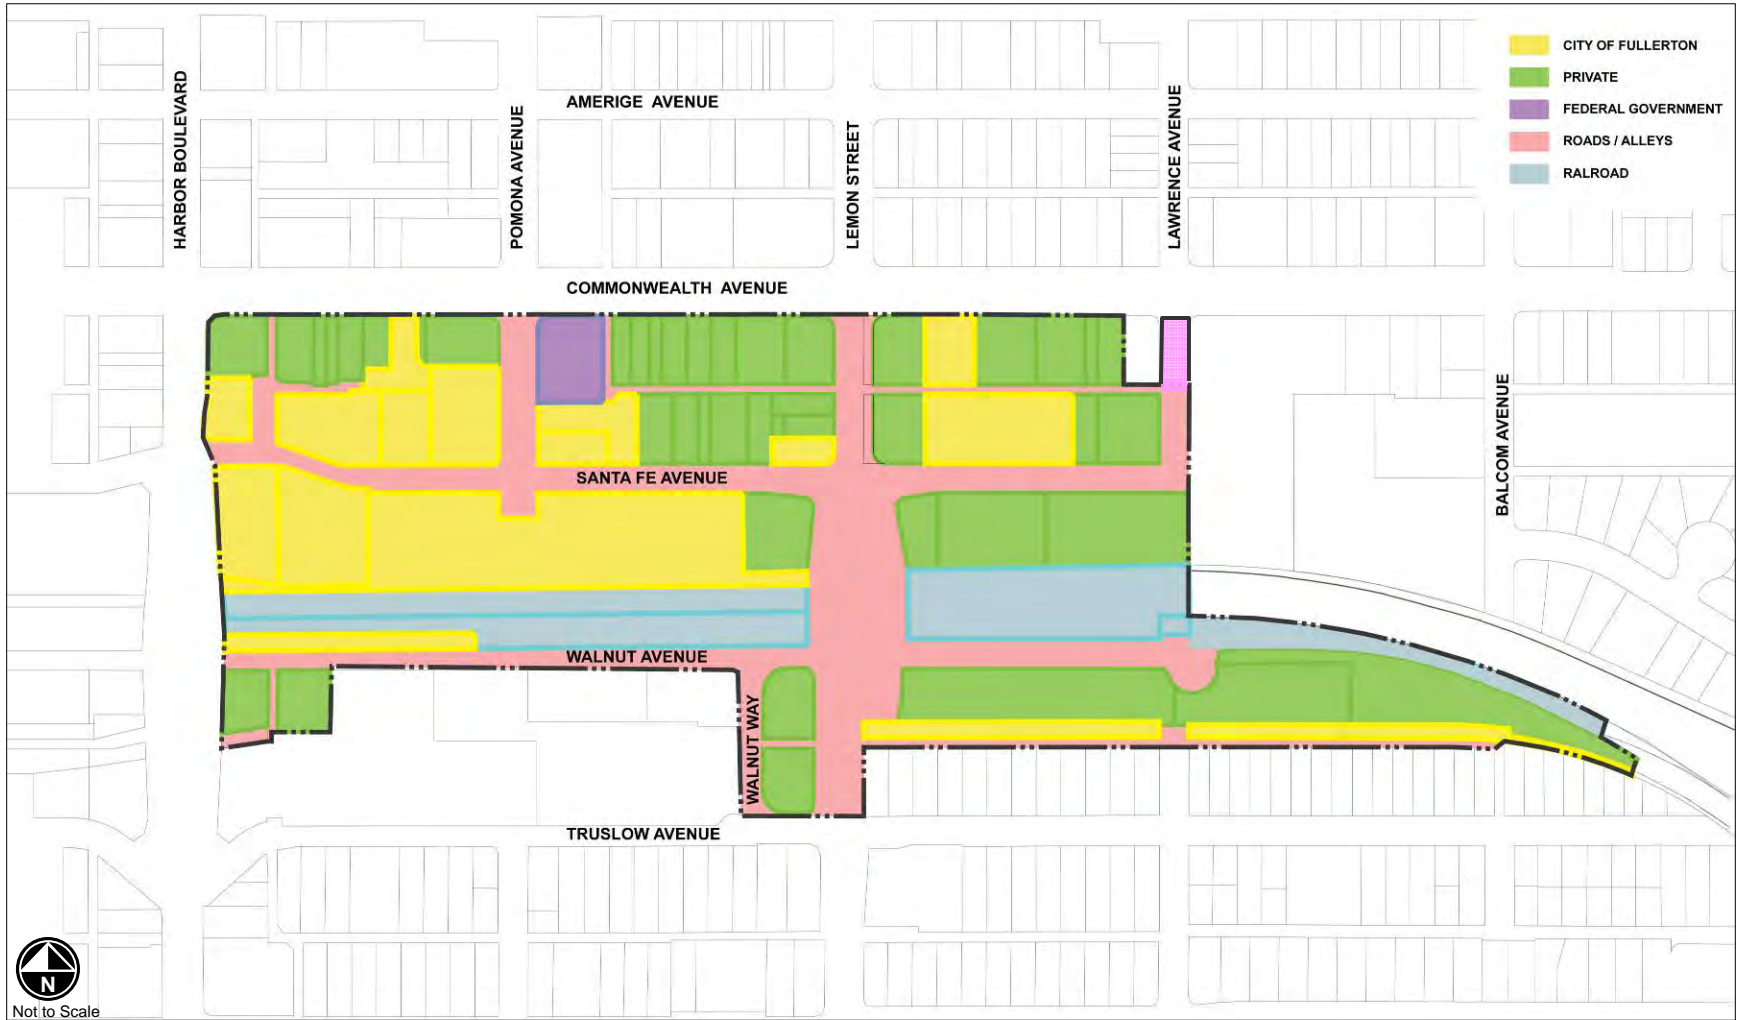 CITY OF FULLERTON
PRIVATE
FEDERAL GOVERNMENT
ROADS / ALLEYS
RALROAD
HARBOR BOULEVARD
POMONA AVENUE
AMERIGE AVENUE
LEMON STREET
LAWRENCE AVENUE
COMMONWEALTH AVENUE
BALCOM AVENUE
SANTA FE AVENUE
WALNUT AVENUE
WALNUT WAY
TRUSLOW AVENUE
N
Not to Scale